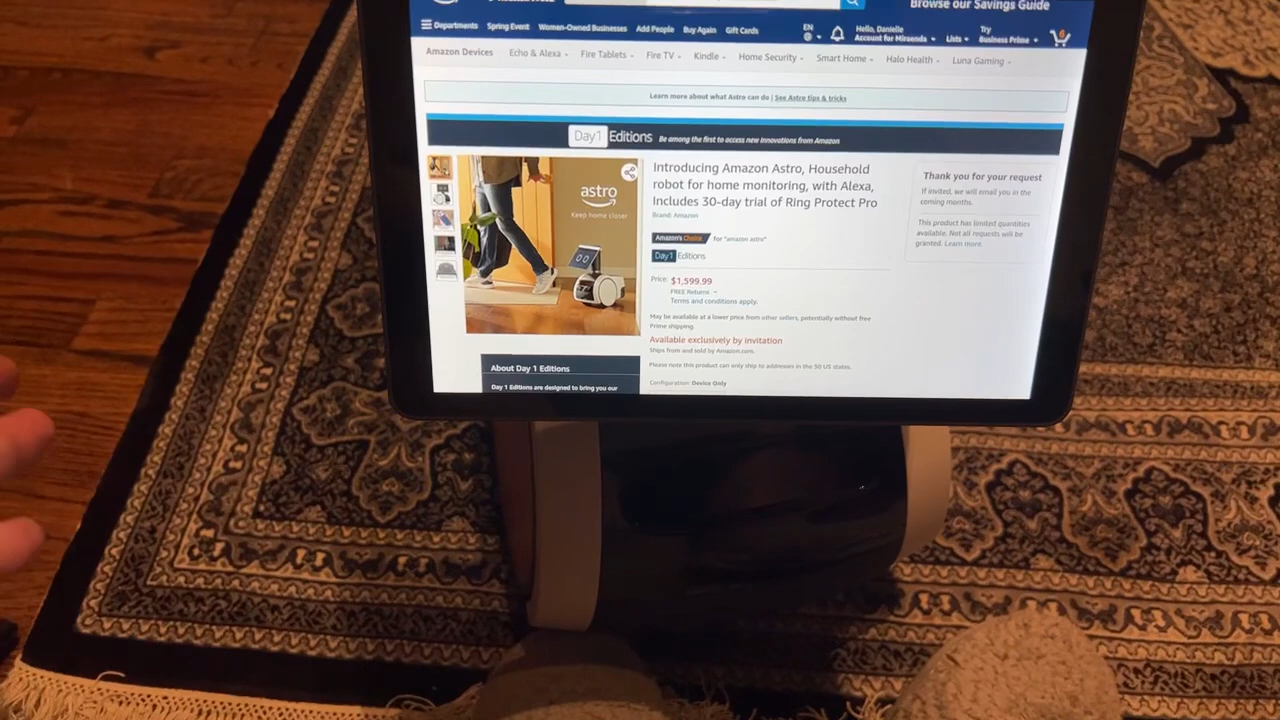 Browse our Savings Guide
Departments Spring Event Women-Owned Businesses Add People Buy Again Gift Cards
EN
Hello, Danielle
Account for Miraenda
Lists
Try
Business Prime
6
Amazon Devices Echo & Alexa Fire Tablets Fire TV Kindle Home Security Smart Home Halo Health Luna Gaming
Learn more about what Astro can do | See Astro tips & tricks
Day1 Editions Be among the first to access new innovations from Amazon
astro
Keep home closer
Introducing Amazon Astro, Household
robot for home monitoring, with Alexa,
Includes 30-day trial of Ring Protect Pro
Brand: Amazon
Amazon's Choice for "amazon astro"
Day1 Editions
Price: $1,599.99
FREE Returns
Terms and conditions apply.
May be available at a lower price from other sellers, potentially without free
Prime shipping.
Available exclusively by invitation
Ships from and sold by Amazon.com.
Please note this product can only ship to addresses in the 50 US states.
Configuration: Device Only
Thank you for your request
If invited, we will email you in the
coming months.
This product has limited quantities
available. Not all requests will be
granted. Learn more.
About Day 1 Editions
Day 1 Editions are designed to bring you our